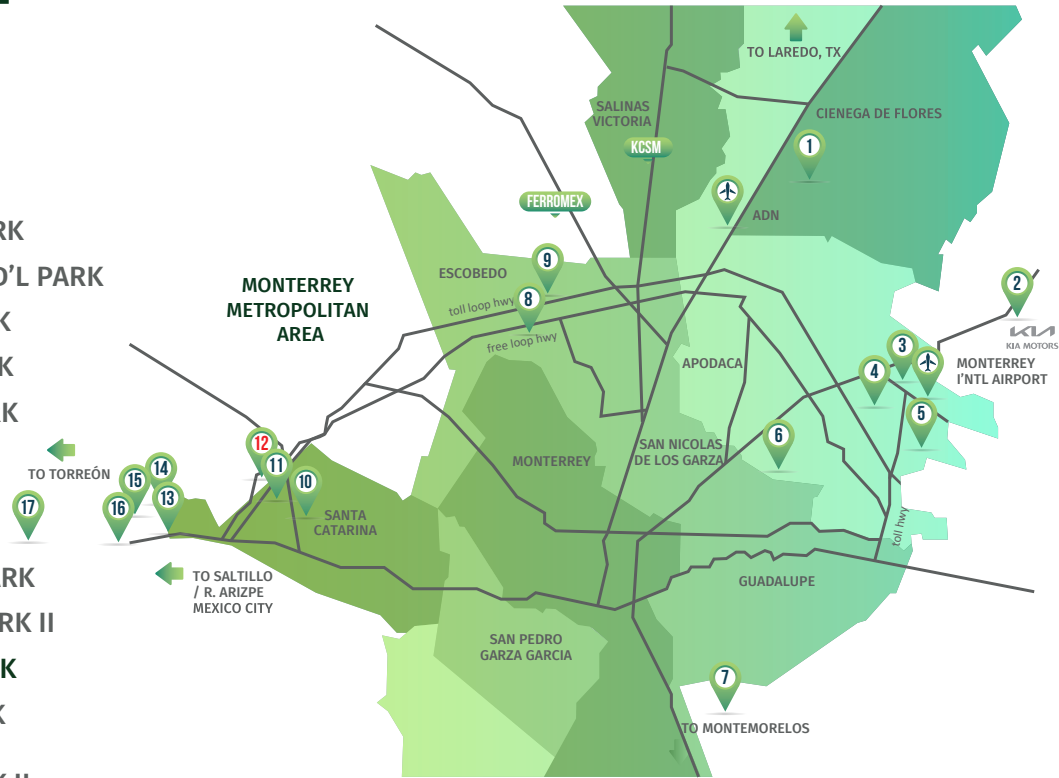 TO LAREDO, TX
SALINAS
VICTORIA
CIENEGA DE FLORES
KCSM
1
FERROMEX
ADN
RK
D'L PARK
K
K
RK
ARK
RK II
K
K
MONTERREY
METROPOLITAN
AREA
ESCOBEDO
9
8
toll loop hwy
free loop hwy
2
KIA
KIA MOTORS
3
4
5
MONTERREY
I'NTL AIRPORT
APODACA
6
SAN NICOLAS
DE LOS GARZA
MONTERREY
12
11
10
TO TORREÓN
14
15
13
16
17
SANTA
CATARINA
toll hwy
TO SALTILLO
/ R. ARIZPE
MEXICO CITY
GUADALUPE
SAN PEDRO
GARZA GARCIA
7
TO MONTEMORELOS